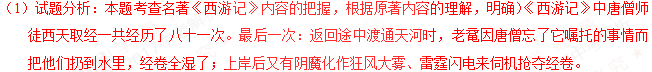 （1）试题分析：本题考查名著《西游记》内容的把握，根据原著内容的理解，明确）《西游记》中唐僧师
徒西天取经一共经历了八十一次。最后一次：返回途中渡通天河时，老鼋因唐僧忘了它嘱托的事情而
把他们扔到水里，经卷全湿了；上岸后又有阴魔化作狂风大雾、雷霆闪电来伺机抢夺经卷。